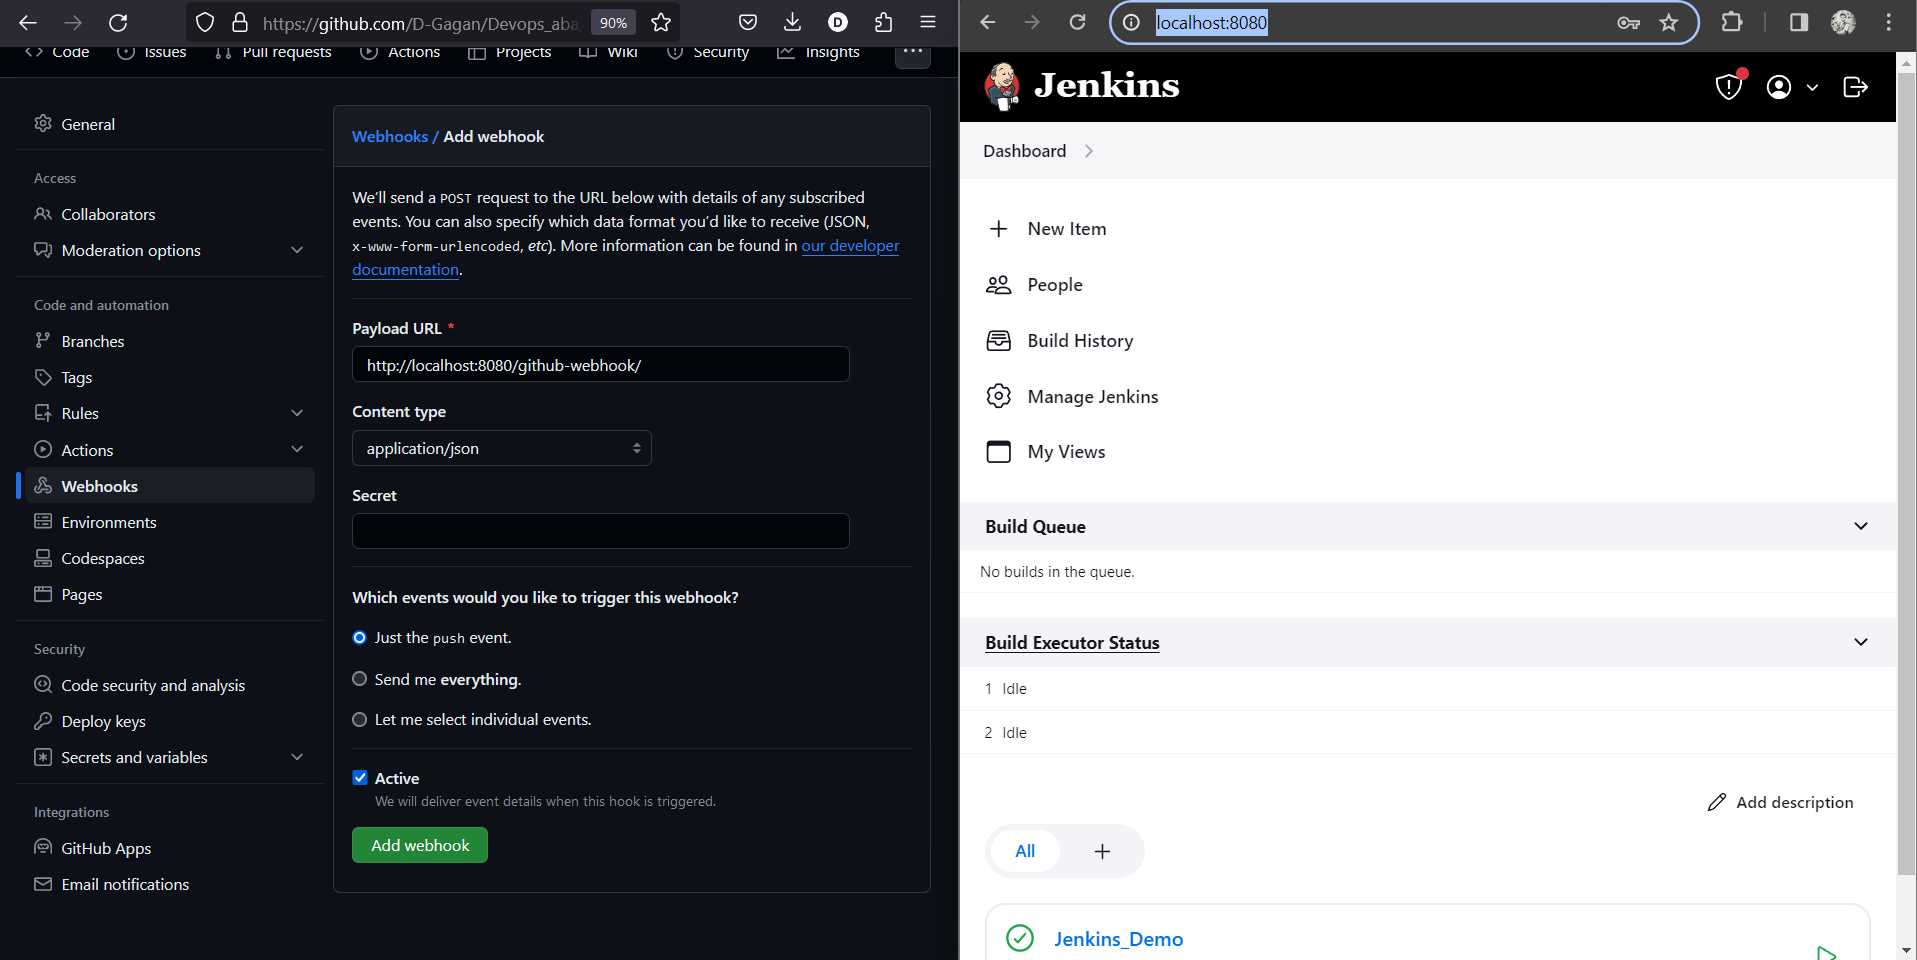 https://github.com/D-Gagan/Devops_aba
90%
Code
Issues
Pull requests
Actions
Projects
Wiki
Security
Insights
General
Access
Collaborators
Moderation options
Code and automation
Branches
Tags
Rules
Actions
Webhooks
Environments
Codespaces
Pages
Security
Code security and analysis
Deploy keys
Secrets and variables
Integrations
GitHub Apps
Email notifications
Webhooks / Add webhook
We'll send a POST request to the URL below with details of any subscribed
events. You can also specify which data format you'd like to receive (JSON,
x-www-form-urlencoded, etc). More information can be found in our developer
documentation.
Payload URL *
http://localhost:8080/github-webhook/
Content type
application/json
Secret
Which events would you like to trigger this webhook?
Just the push event.
Send me everything.
Let me select individual events.
Active
We will deliver event details when this hook is triggered.
Add webhook
localhost:8080
Jenkins
Dashboard
New Item
People
Build History
Manage Jenkins
My Views
Build Queue
No builds in the queue.
Build Executor Status
1 Idle
2 Idle
Add description
All +
Jenkins_Demo